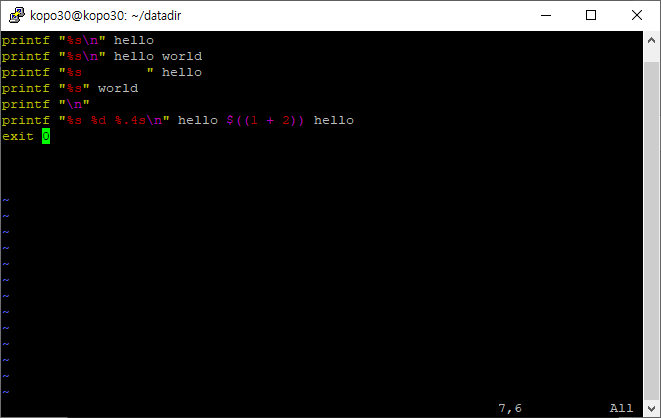 kopo30@kopo30: ~/datadir
printf "%s\n" hello
printf "%s\n" hello world
printf "%s        " hello
printf "%s" world
printf "\n"
printf "%s %d %.4s\n" hello $((1 + 2)) hello
exit 0
~
~
~
~
~
~
~
~
~
~
~
~
~
7,6 All